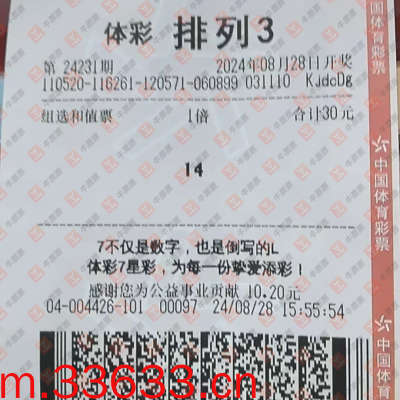 体彩 排列3
第 24231期 2024年08月28日开奖
110520-116261-120571-060899 031110 KJdcDg
组选和值票 1倍 合计30元
14
7不仅是数字，也是倒写的L
体彩7星彩，为每一份挚爱添彩！
感谢您为公益事业贡献 10.20元
04-004426-101 00097 24/08/28 15:55:54
m.33633.cn
中国体育彩票
中国体育彩票